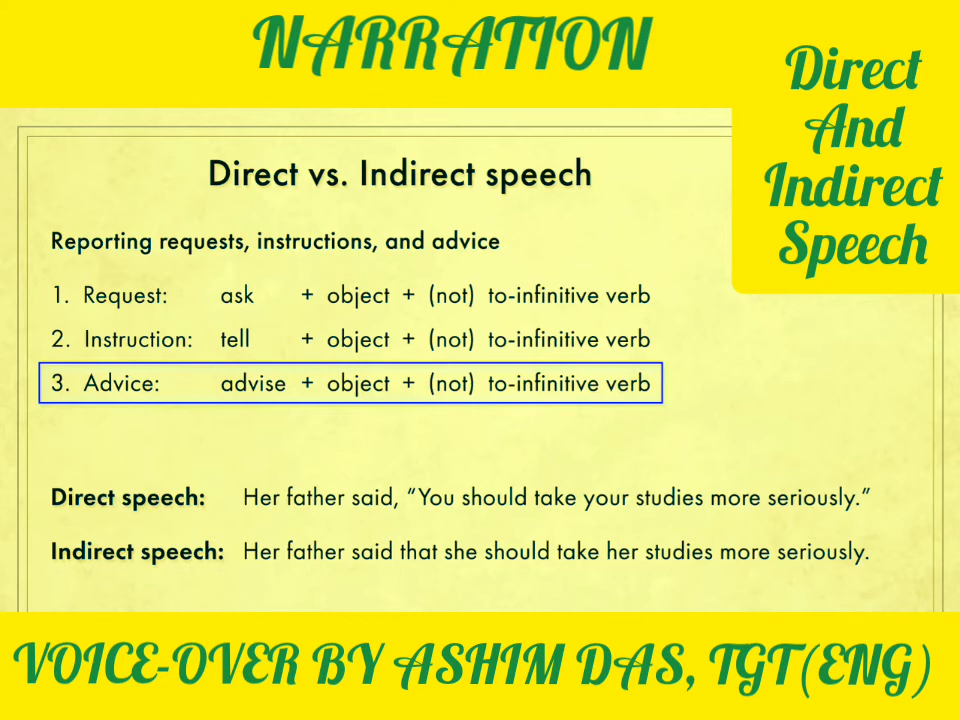 NARRATION
Direct
And
Indirect
Speech
Direct vs. Indirect speech
Reporting requests, instructions, and advice
1. Request: ask + object + (not) to-infinitive verb
2. Instruction: tell + object + (not) to-infinitive verb
3. Advice: advise + object + (not) to-infinitive verb
Direct speech: Her father said, “You should take your studies more seriously.”
Indirect speech: Her father said that she should take her studies more seriously.
VOICE-OVER BY ASHIM DAS, TGT(ENG)